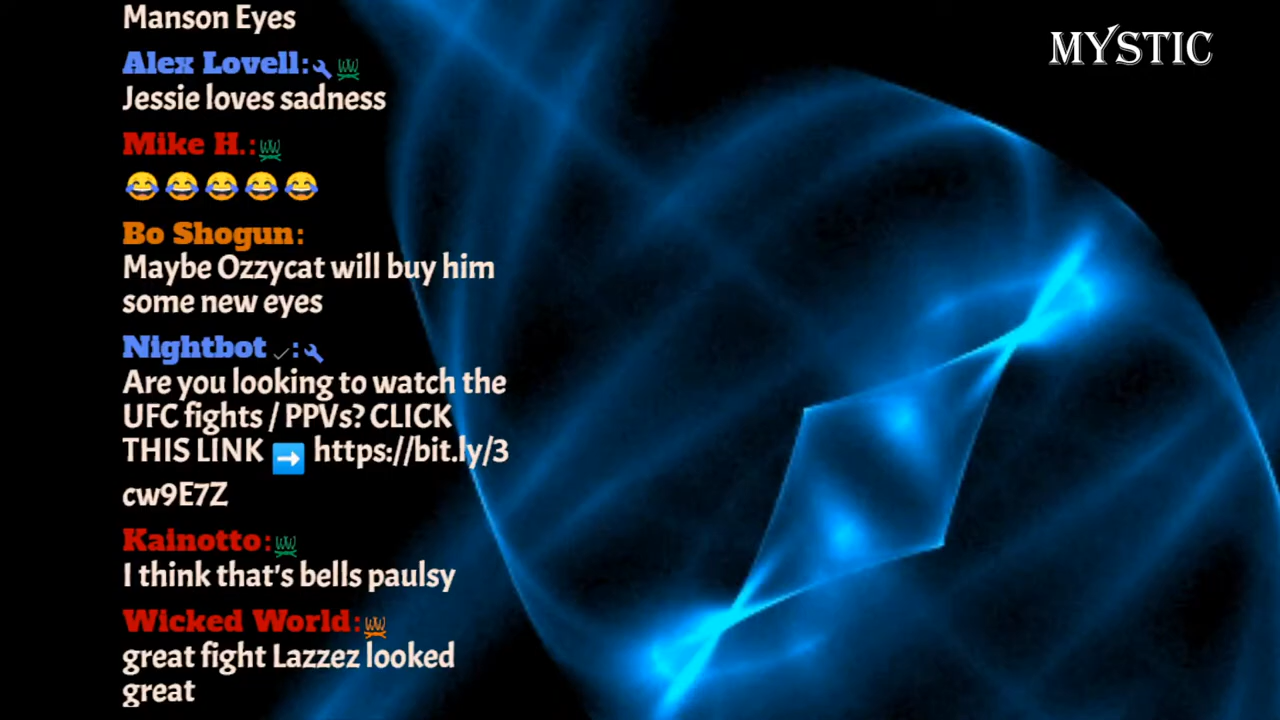 Manson Eyes
MYSTIC
Alex Lovell:
Jessie loves sadness
Mike H.:
😂😂😂😂😂
Bo Shogun:
Maybe Ozzycat will buy him
some new eyes
Nightbot ✓:
Are you looking to watch the
UFC fights / PPVs? CLICK
THIS LINK ➡ https://bit.ly/3
cw9E7Z
Kainotto:
I think that's bells paulsy
Wicked World:
great fight Lazzez looked
great